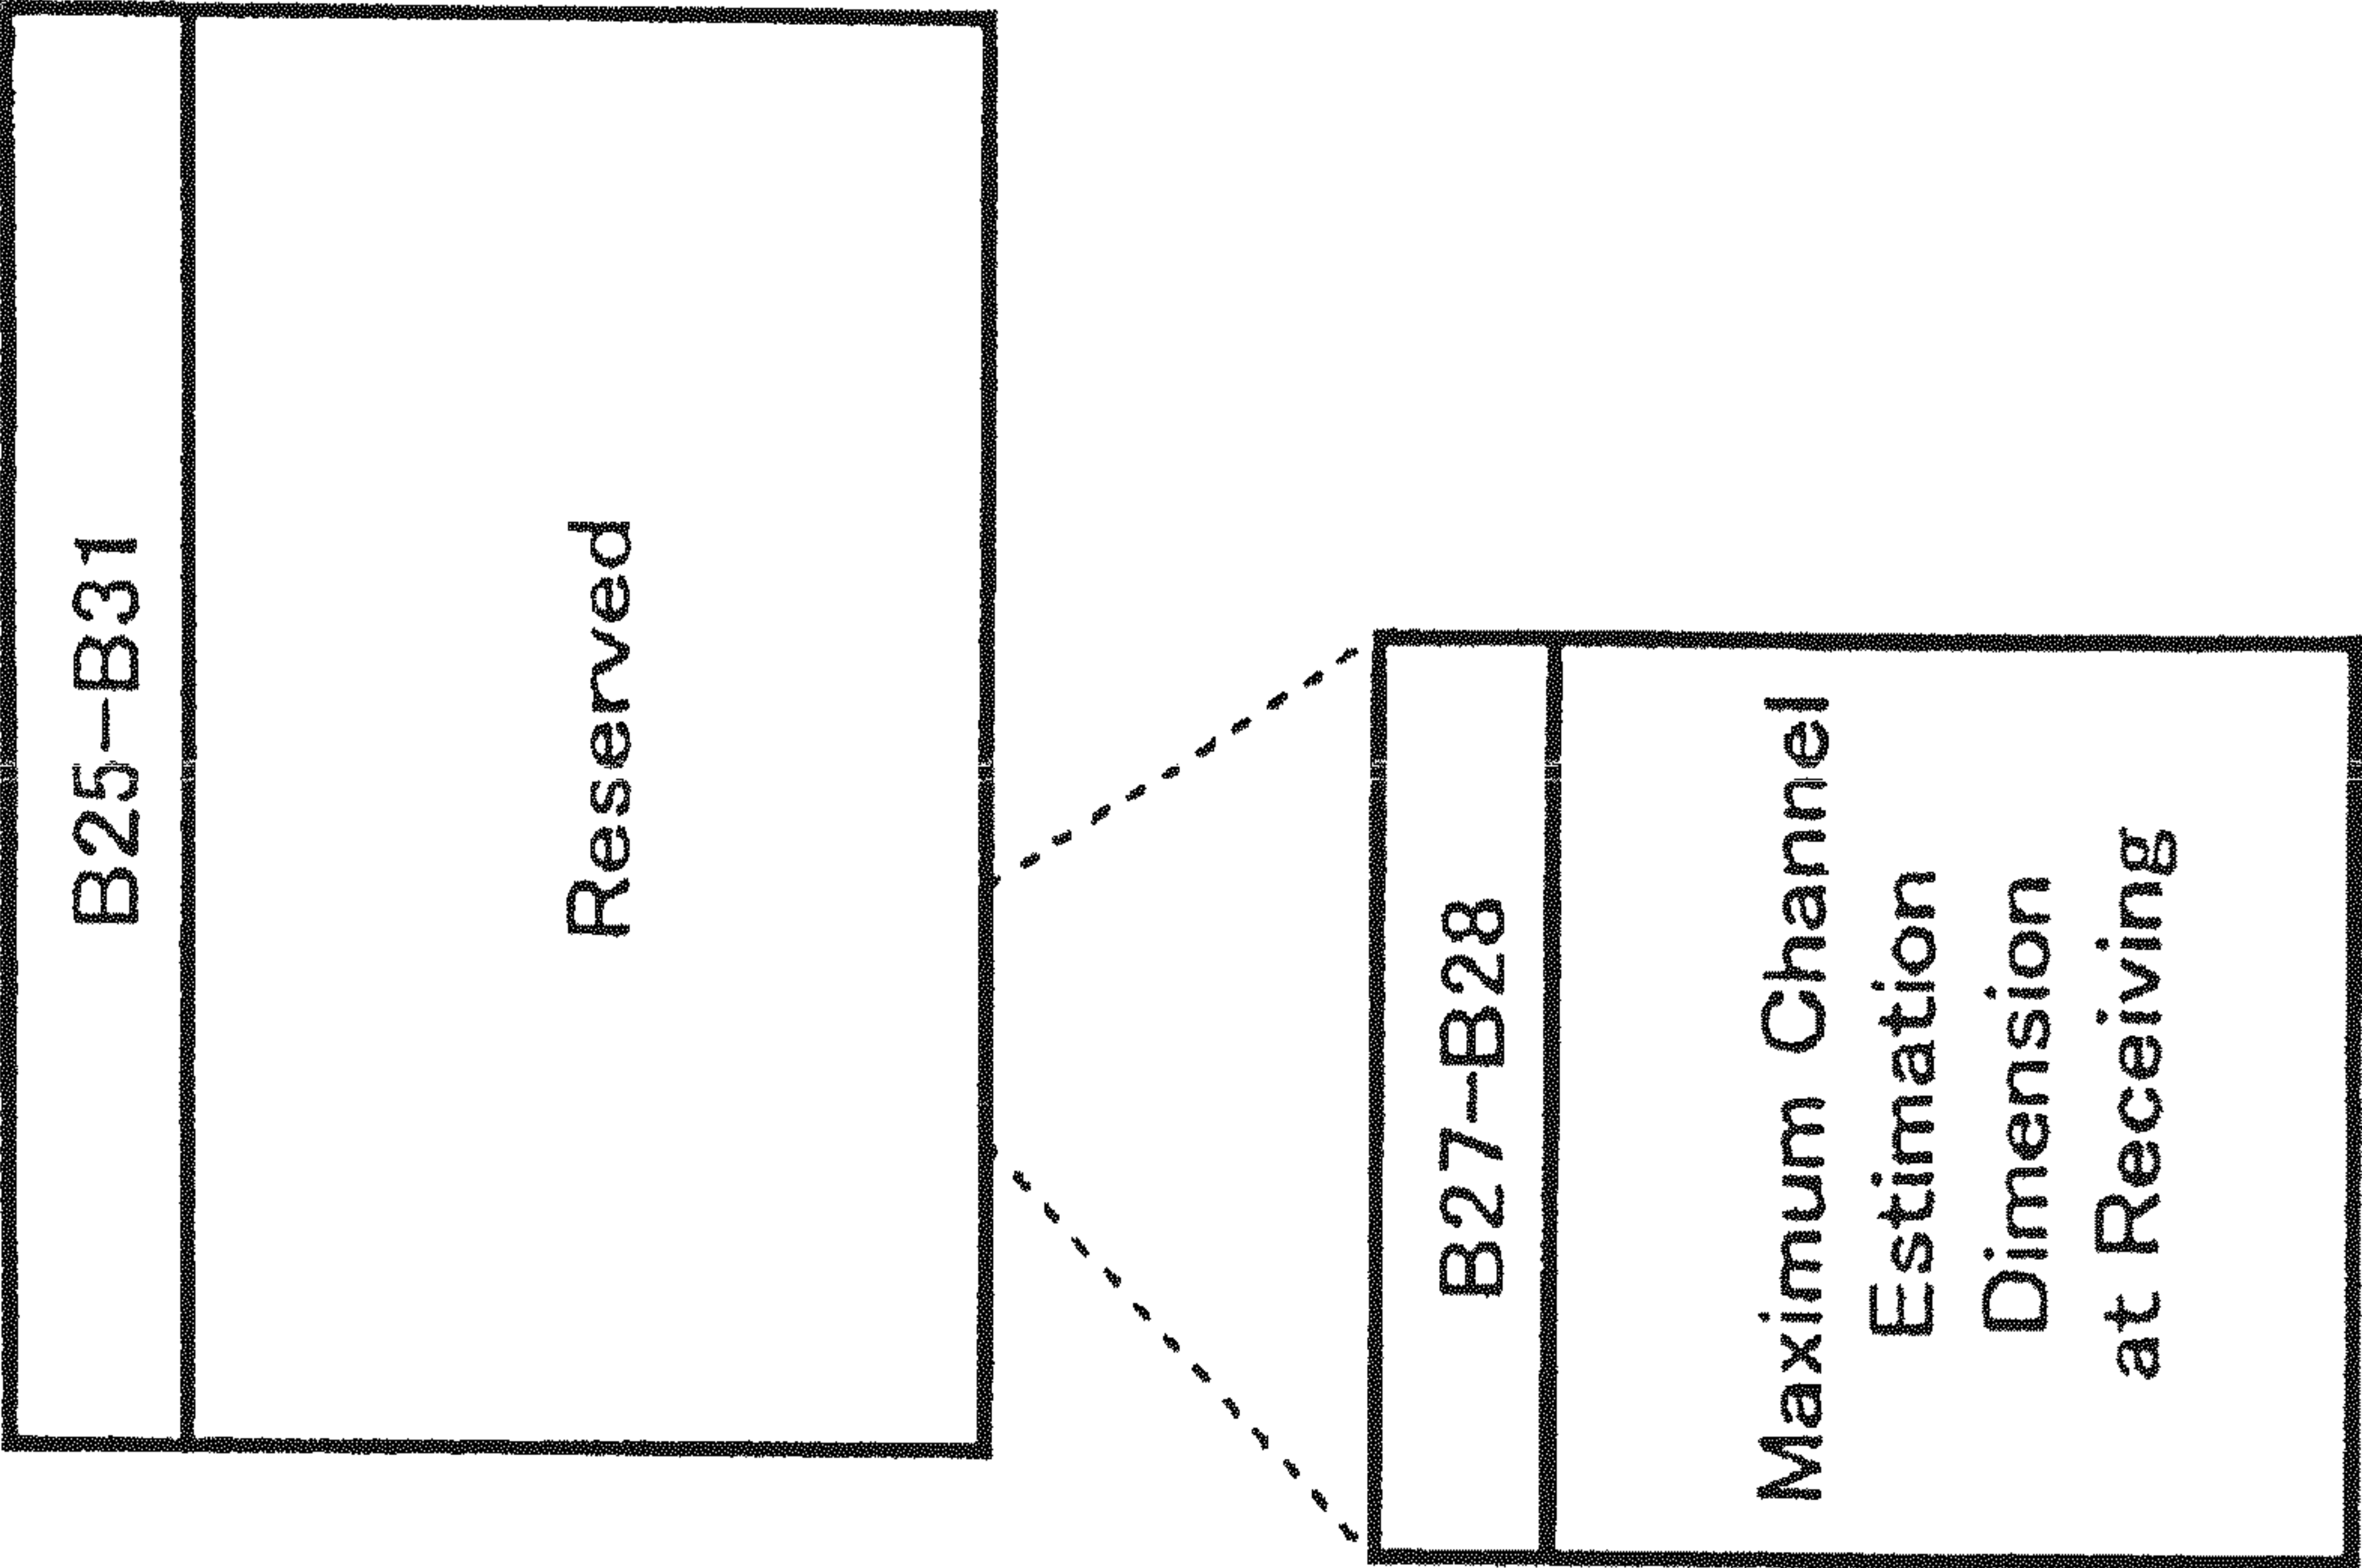 B25-B31
Reserved
B27-B28
Maximum Channel
Estimation
Dimension
at Receiving